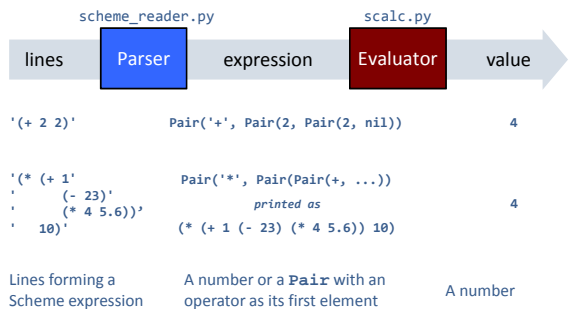 scheme_reader.py scalc.py
lines Parser expression Evaluator value
'(+ 2 2)' Pair('+', Pair(2, Pair(2, nil)) 4
'(* (+ 1' Pair('*', Pair(Pair(+, ...))
' (- 23)' printed as 4
' (* 4 5.6))’
' 10)' (* (+ 1 (- 23) (* 4 5.6)) 10)
Lines forming a A number or a Pair with an A number
Scheme expression operator as its first element